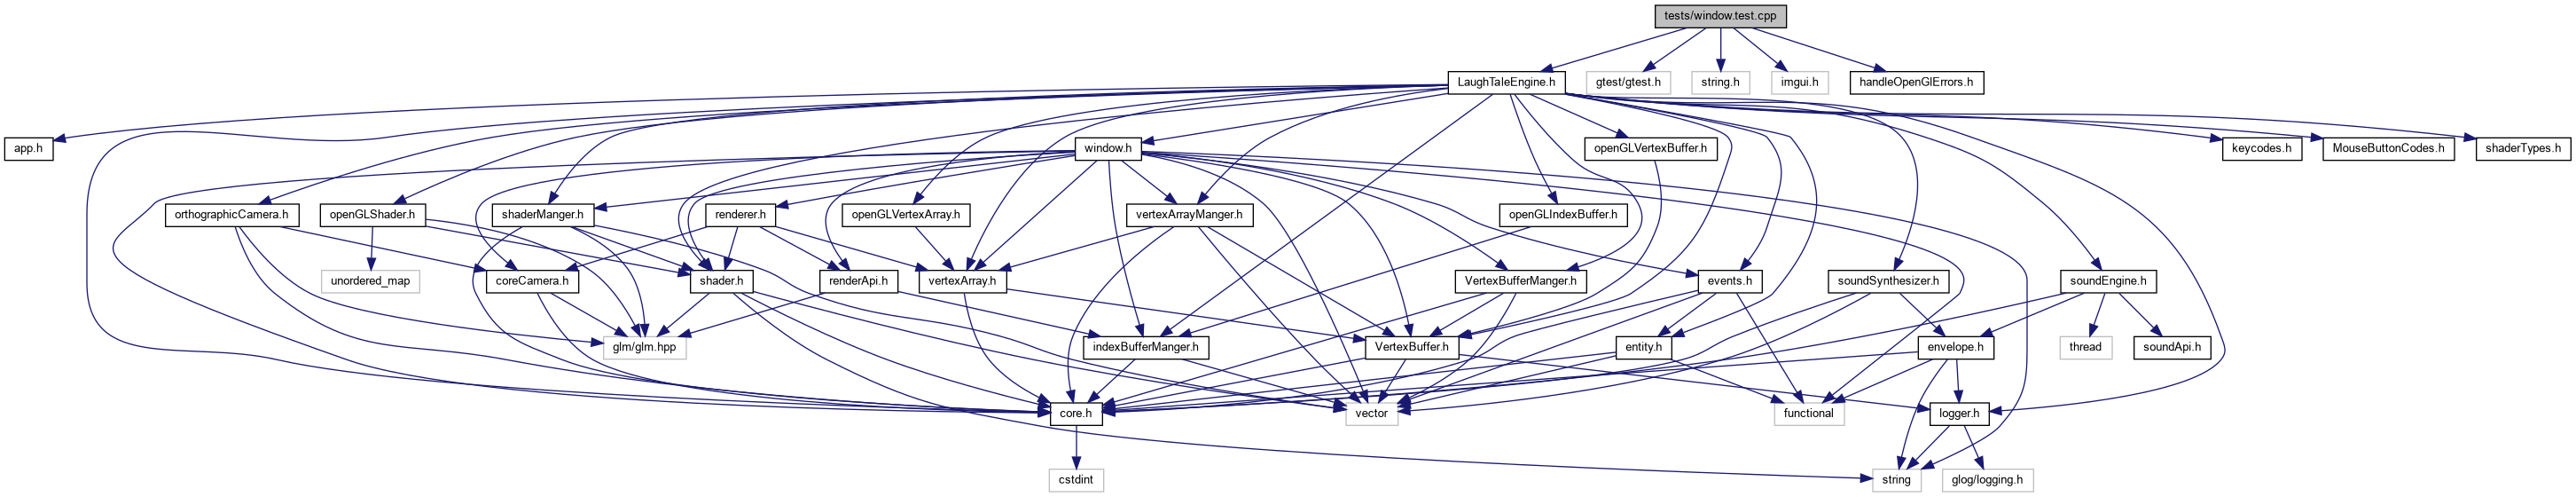 tests/window.test.cpp
LaughTaleEngine.h
gtest/gtest.h
string.h
imgui.h
handleOpenGlErrors.h
app.h
window.h
openGLVertexBuffer.h
keycodes.h
MouseButtonCodes.h
shaderTypes.h
orthographicCamera.h
openGLShader.h
shaderManger.h
renderer.h
openGLVertexArray.h
vertexArrayManger.h
openGLIndexBuffer.h
unordered_map
coreCamera.h
shader.h
renderApi.h
vertexArray.h
VertexBufferManger.h
events.h
soundSynthesizer.h
soundEngine.h
glm/glm.hpp
indexBufferManger.h
VertexBuffer.h
entity.h
envelope.h
thread
soundApi.h
core.h
vector
functional
logger.h
cstdint
string
glog/logging.h